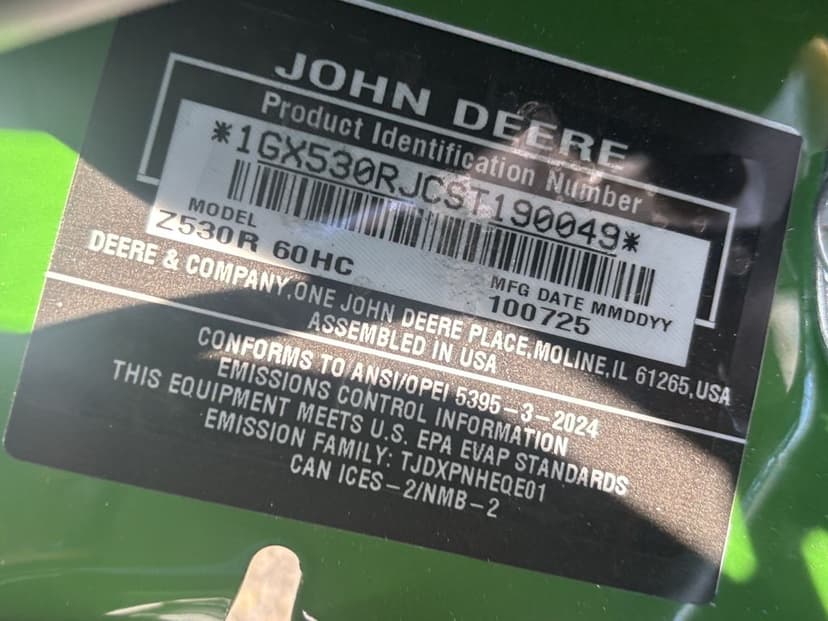 JOHN DEERE
Product Identification Number
*1GX530RJCST190049*
MODEL
Z530R 60HC
MFG DATE MMDDYY
100725
DEERE & COMPANY,ONE JOHN DEERE PLACE,MOLINE,IL 61265,USA
ASSEMBLED IN USA
CONFORMS TO ANSI/OPEI 5395-3-2024
EMISSIONS CONTROL INFORMATION
THIS EQUIPMENT MEETS U.S. EPA EVAP STANDARDS
EMISSION FAMILY: TJDXPNHEQE01
CAN ICES-2/NMB-2